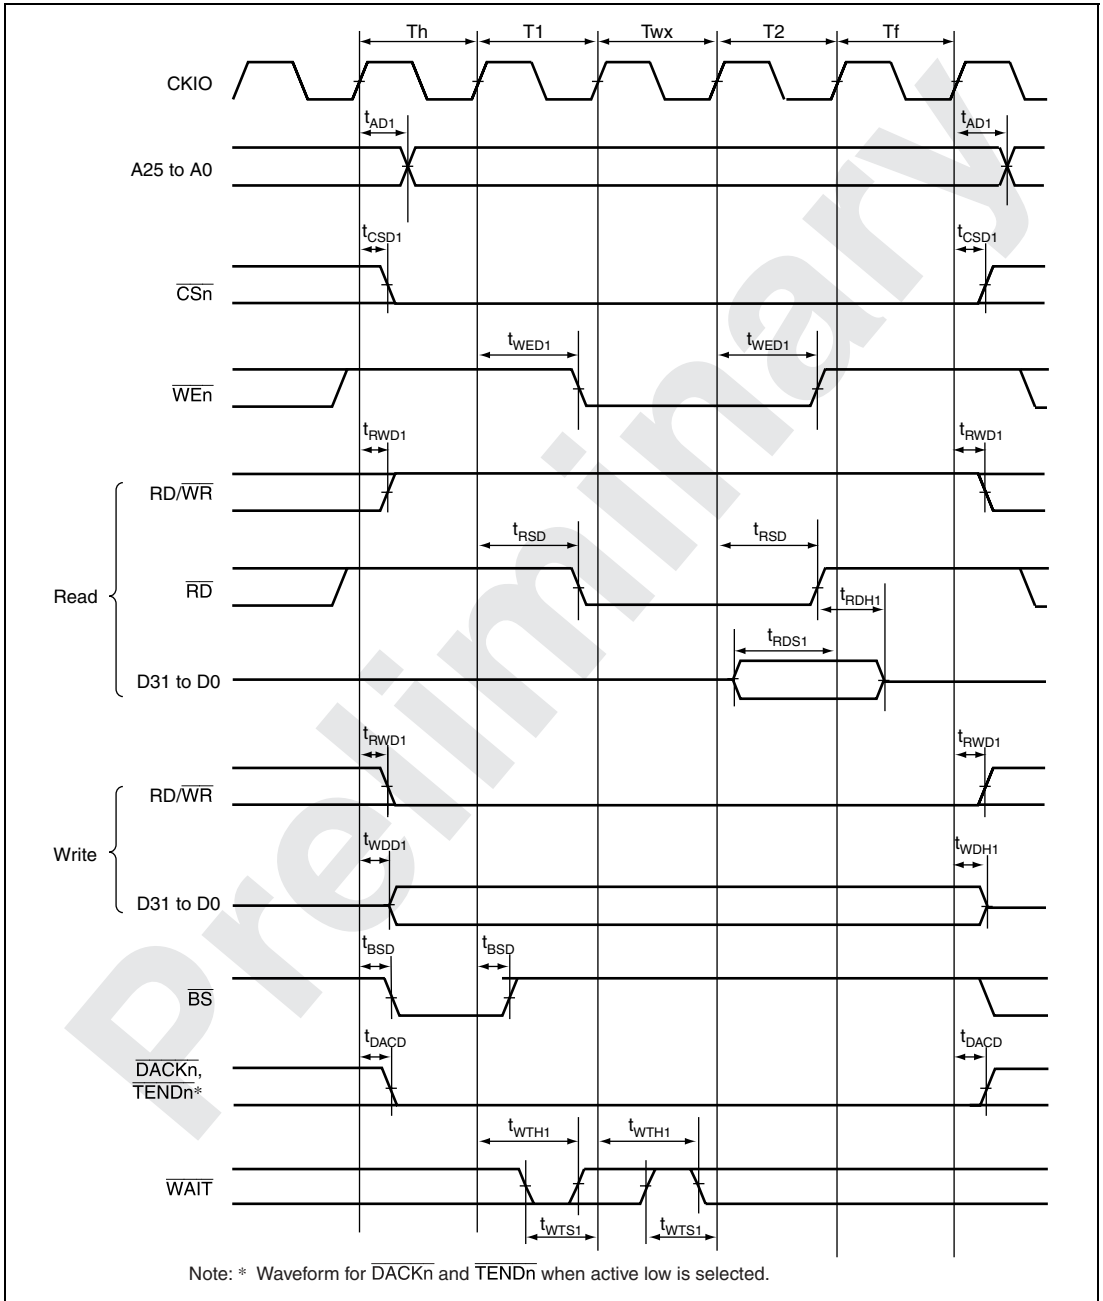 Th T1 Twx T2 Tf
CKIO
tAD1 tAD1
A25 to A0
tCSD1 tCSD1
CSn
tWED1 tWED1
WEn
tRWD1 tRWD1
RD/WR
tRSD tRSD
Read RD
tRDH1
tRDS1
D31 to D0
tRWD1 tRWD1
RD/WR
Write
tWDD1 tWDH1
D31 to D0
tBSD tBSD
BS
tDACD tDACD
DACKn,
TENDn*
tWTH1 tWTH1
WAIT
tWTS1 tWTS1
Note: * Waveform for DACKn and TENDn when active low is selected.
Preliminary